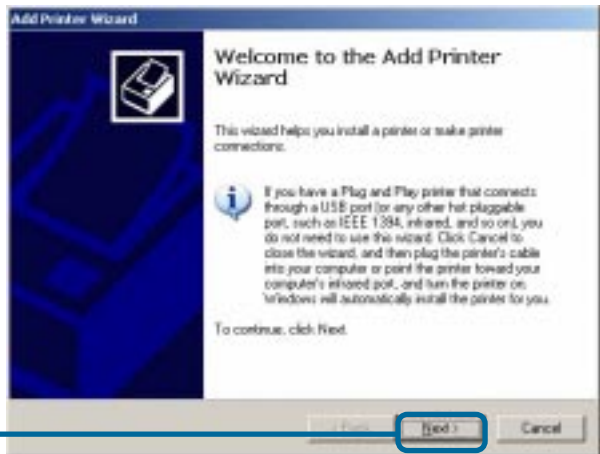 Add Printer Wizard
Welcome to the Add Printer
Wizard
This wizard helps you install a printer or make printer
connections.
If you have a Plug and Play printer that connects
through a USB port (or any other hot pluggable
port, such as IEEE 1394, infrared, and so on), you
do not need to use this wizard. Click Cancel to
close the wizard, and then plug the printer's cable
into your computer or point the printer toward your
computer's infrared port, and turn the printer on.
Windows will automatically install the printer for you.
To continue, click Next.
< Back
Next >
Cancel